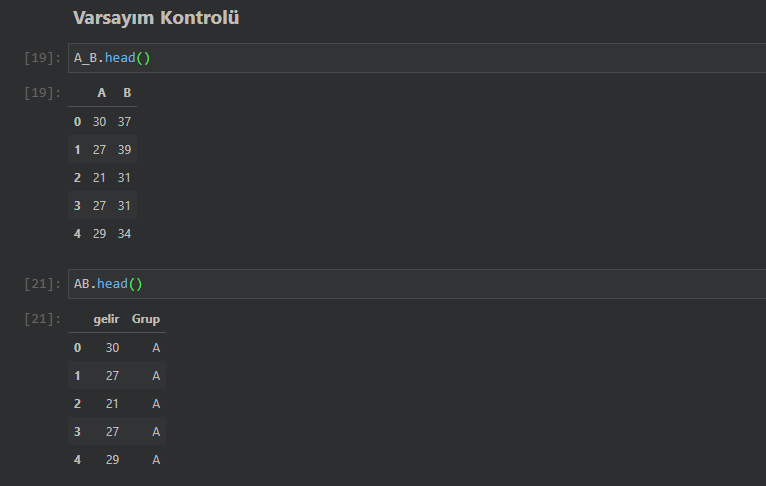 Varsayım Kontrolü
[19]: A_B.head()
[19]: A B
0 30 37
1 27 39
2 21 31
3 27 31
4 29 34
[21]: AB.head()
[21]: gelir Grup
0 30 A
1 27 A
2 21 A
3 27 A
4 29 A